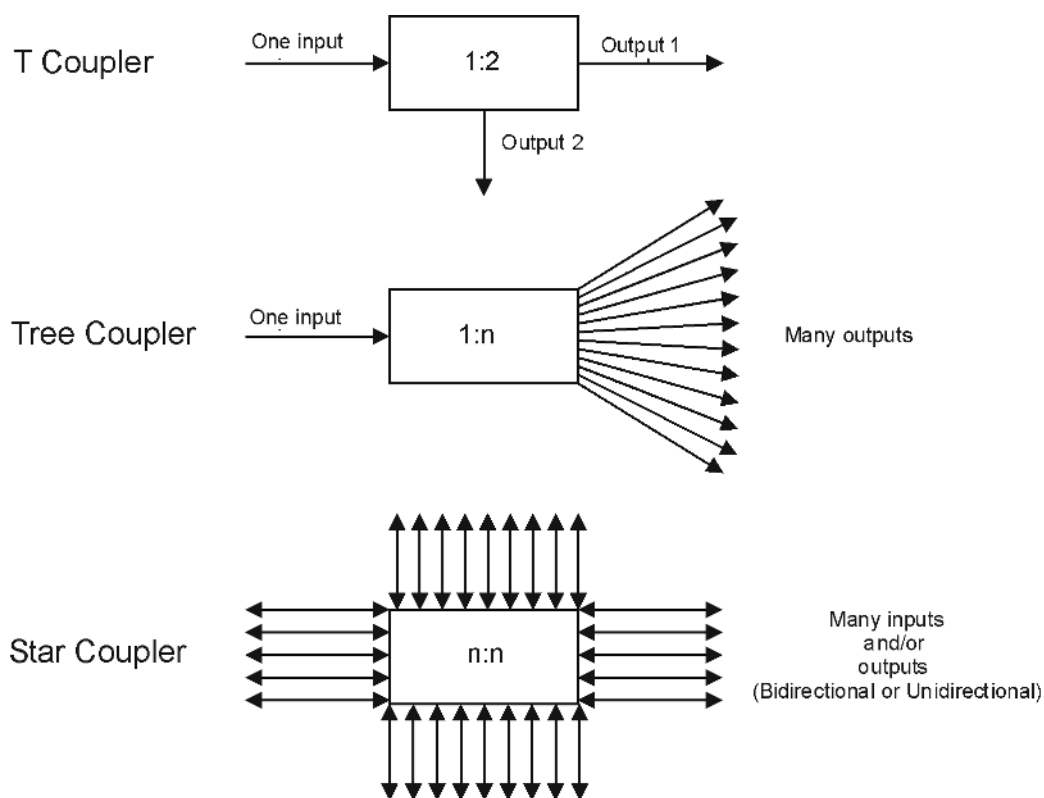 T Coupler
One input
1:2
Output 1
Output 2
Tree Coupler
One input
1:n
Many outputs
Star Coupler
n:n
Many inputs
and/or
outputs
(Bidirectional or Unidirectional)